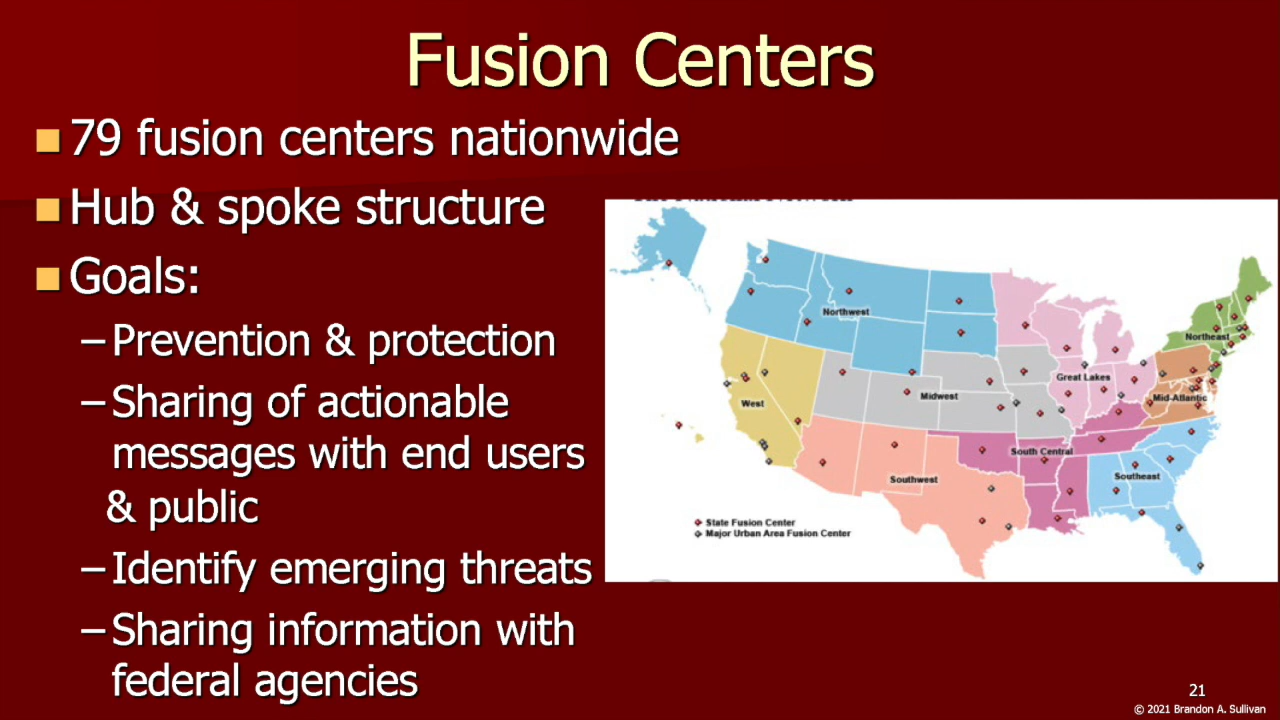 Fusion Centers
■ 79 fusion centers nationwide
■ Hub & spoke structure
■ Goals:
– Prevention & protection
– Sharing of actionable
messages with end users
& public
– Identify emerging threats
– Sharing information with
federal agencies
Northwest
Northeast
Great Lakes
West
Midwest
Mid-Atlantic
South Central
Southwest
Southeast
State Fusion Center
Major Urban Area Fusion Center
21
© 2021 Brandon A. Sullivan